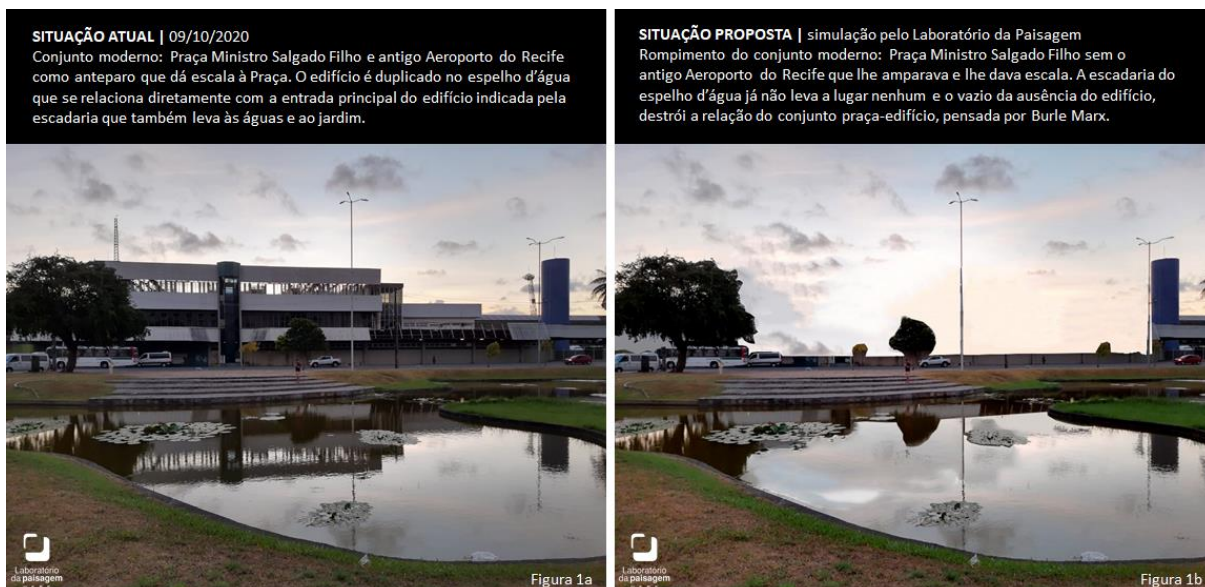 SITUAÇÃO ATUAL | 09/10/2020
Conjunto moderno: Praça Ministro Salgado Filho e antigo Aeroporto do Recife
como anteparo que dá escala à Praça. O edifício é duplicado no espelho d'água
que se relaciona diretamente com a entrada principal do edifício indicada pela
escadaria que também leva às águas e ao jardim.
Laboratório
da paisagem
Figura 1a
SITUAÇÃO PROPOSTA | simulação pelo Laboratório da Paisagem
Rompimento do conjunto moderno: Praça Ministro Salgado Filho sem o
antigo Aeroporto do Recife que lhe amparava e lhe dava escala. A escadaria do
espelho d'água já não leva a lugar nenhum e o vazio da ausência do edifício,
destrói a relação do conjunto praça-edifício, pensada por Burle Marx.
Laboratório
da paisagem
Figura 1b